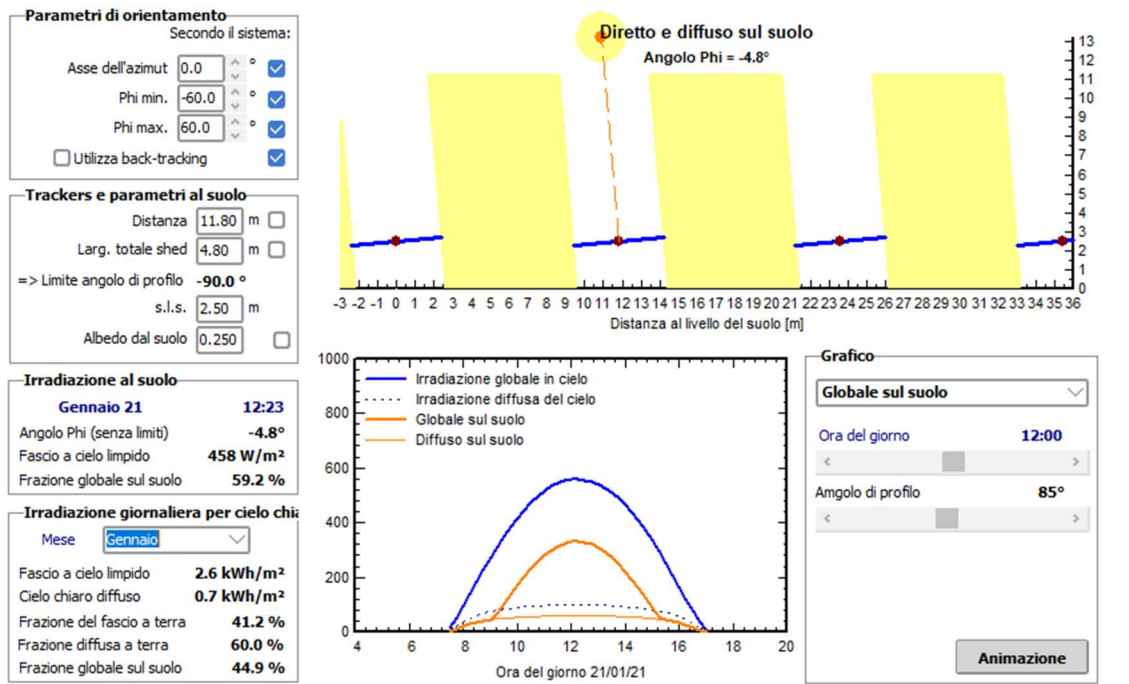 Parametri di orientamento
Secondo il sistema:
Asse dell'azimut 0.0 °
Phi min. -60.0 °
Phi max. 60.0 °
Utilizza back-tracking
Trackers e parametri al suolo
Distanza 11.80 m
Larg. totale shed 4.80 m
=> Limite angolo di profilo -90.0 °
s.l.s. 2.50 m
Albedo dal suolo 0.250
Irradiazione al suolo
Gennaio 21 12:23
Angolo Phi (senza limiti) -4.8°
Fascio a cielo limpido 458 W/m²
Frazione globale sul suolo 59.2 %
Irradiazione giornaliera per cielo chia
Mese Gennaio
Fascio a cielo limpido 2.6 kWh/m²
Cielo chiaro diffuso 0.7 kWh/m²
Frazione del fascio a terra 41.2 %
Frazione diffusa a terra 60.0 %
Frazione globale sul suolo 44.9 %
Diretto e diffuso sul suolo
Angolo Phi = -4.8°
13
12
11
10
9
8
7
6
5
4
3
2
1
0
-3 -2 -1 0 1 2 3 4 5 6 7 8 9 10 11 12 13 14 15 16 17 18 19 20 21 22 23 24 25 26 27 28 29 30 31 32 33 34 35 36
Distanza al livello del suolo [m]
1000
800
600
400
200
0
Irradiazione globale in cielo
Irradiazione diffusa del cielo
Globale sul suolo
Diffuso sul suolo
4 6 8 10 12 14 16 18 20
Ora del giorno 21/01/21
Grafico
Globale sul suolo
Ora del giorno 12:00
Amgolo di profilo 85°
Animazione